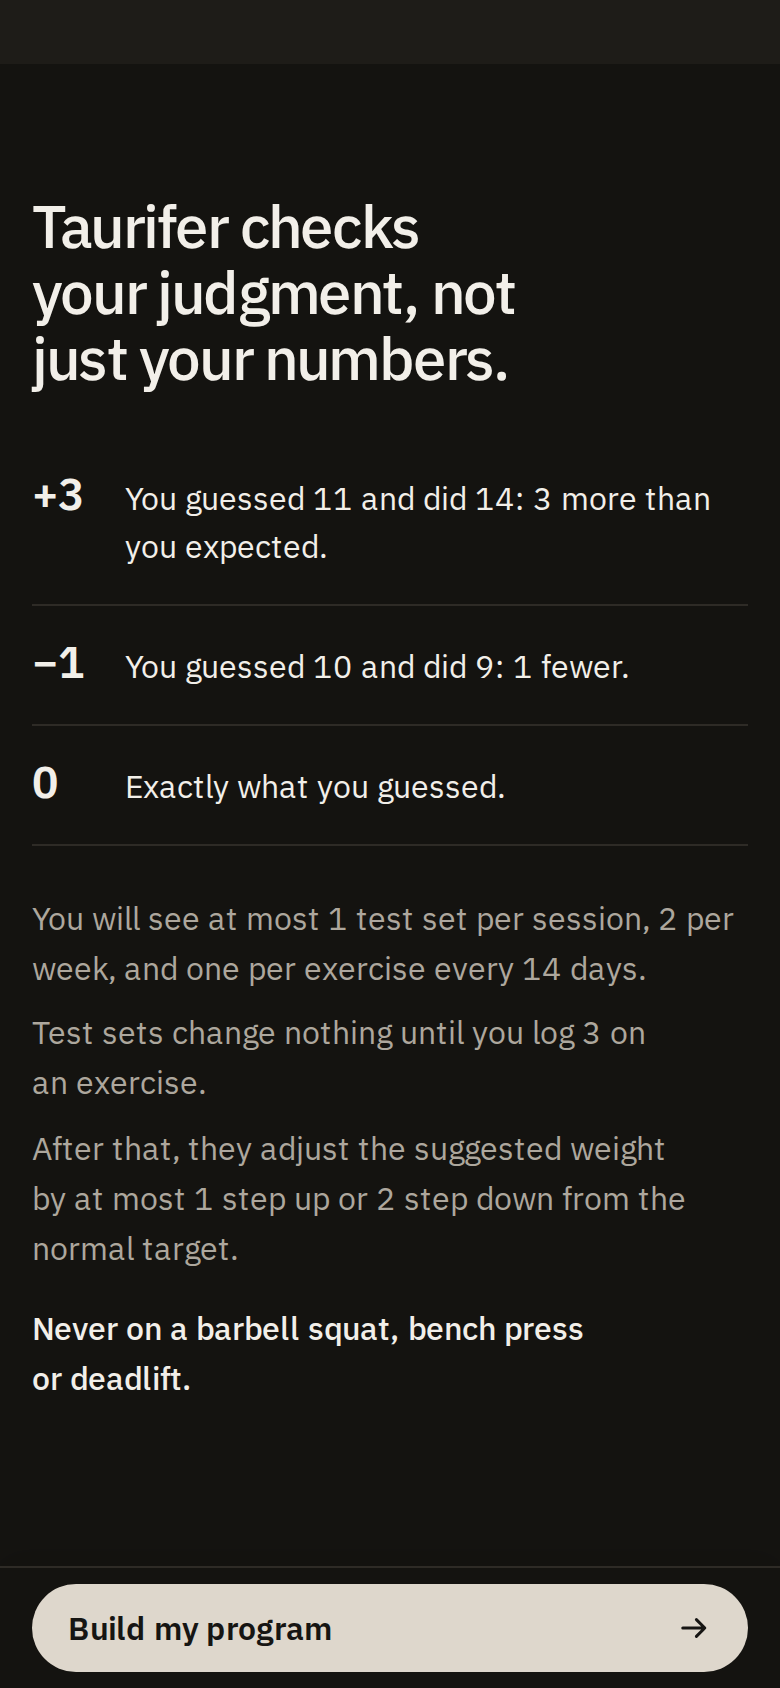 Taurifer checks
your judgment, not
just your numbers.
+3 You guessed 11 and did 14: 3 more than
you expected.
−1 You guessed 10 and did 9: 1 fewer.
0 Exactly what you guessed.
You will see at most 1 test set per session, 2 per
week, and one per exercise every 14 days.
Test sets change nothing until you log 3 on
an exercise.
After that, they adjust the suggested weight
by at most 1 step up or 2 step down from the
normal target.
Never on a barbell squat, bench press
or deadlift.
Build my program →